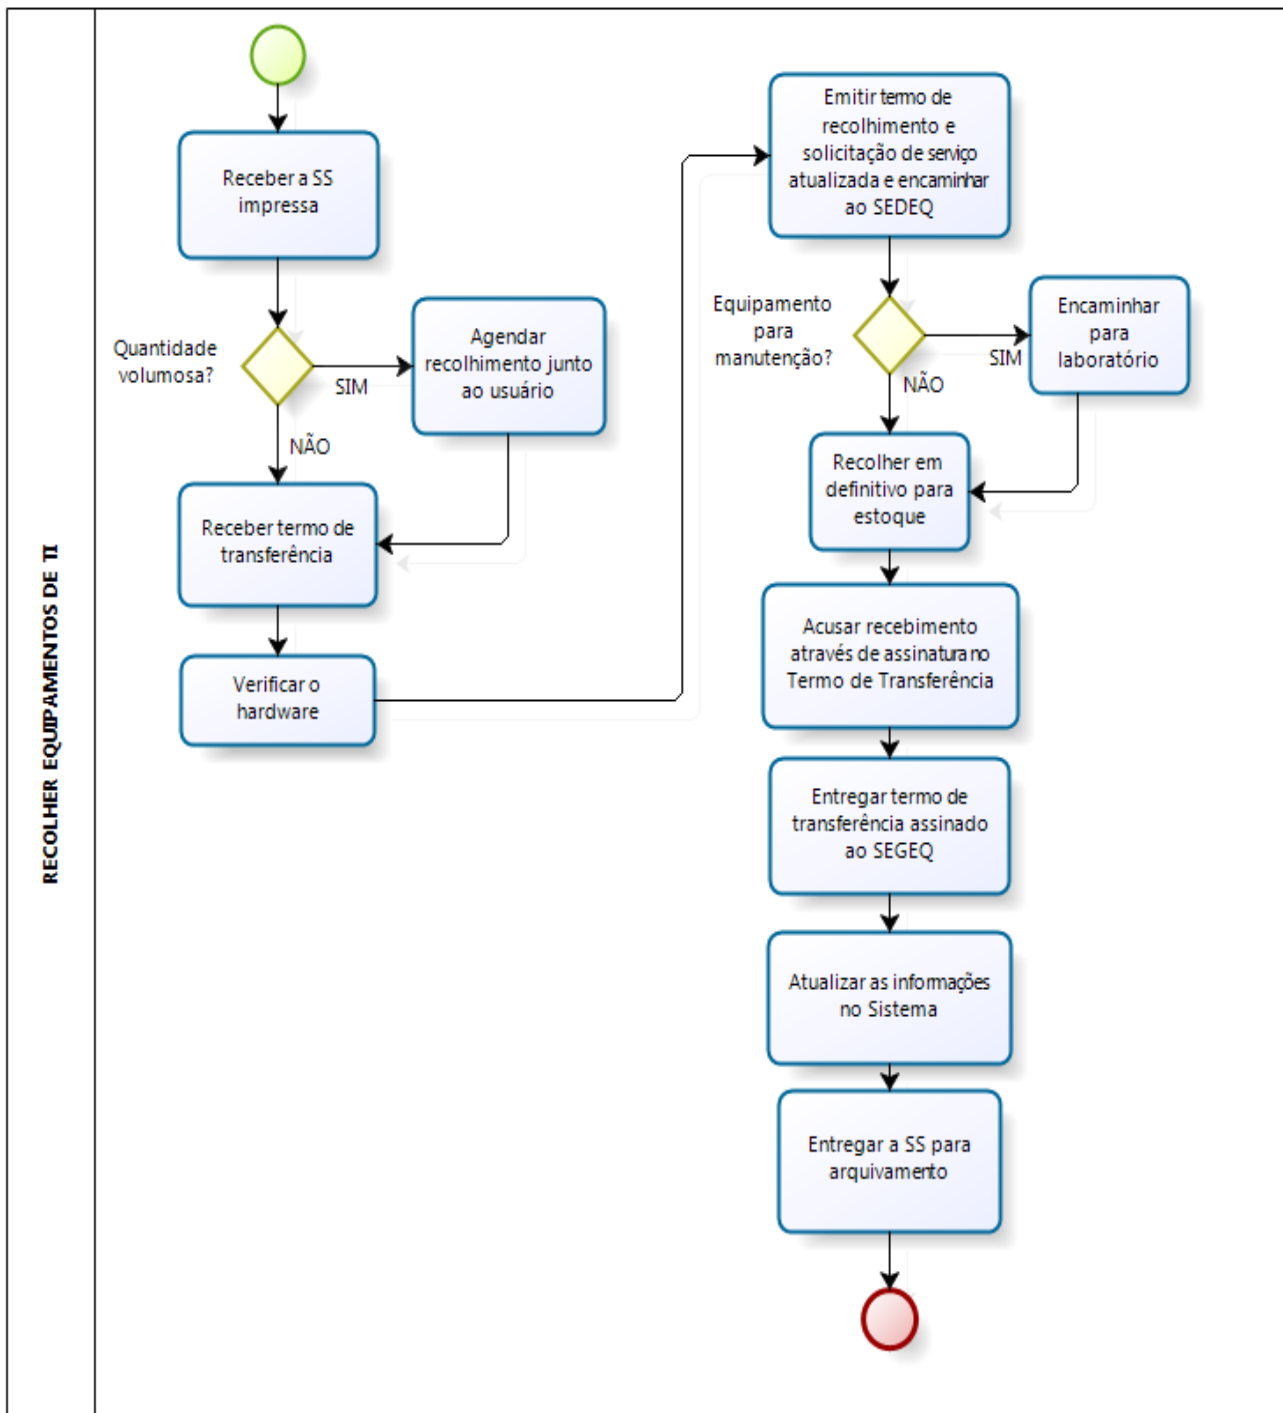 RECOLHER EQUIPAMENTOS DE TI
Receber a SS
impressa
Quantidade
volumosa?
SIM
NÃO
Agendar
recolhimento junto
ao usuário
Receber termo de
transferência
Verificar o
hardware
Emitir termo de
recolhimento e
solicitação de serviço
atualizada e encaminhar
ao SEDEQ
Equipamento
para
manutenção?
SIM
NÃO
Encaminhar
para
laboratório
Recolher em
definitivo para
estoque
Acusar recebimento
através de assinatura no
Termo de Transferência
Entregar termo de
transferência assinado
ao SEGEQ
Atualizar as informações
no Sistema
Entregar a SS para
arquivamento